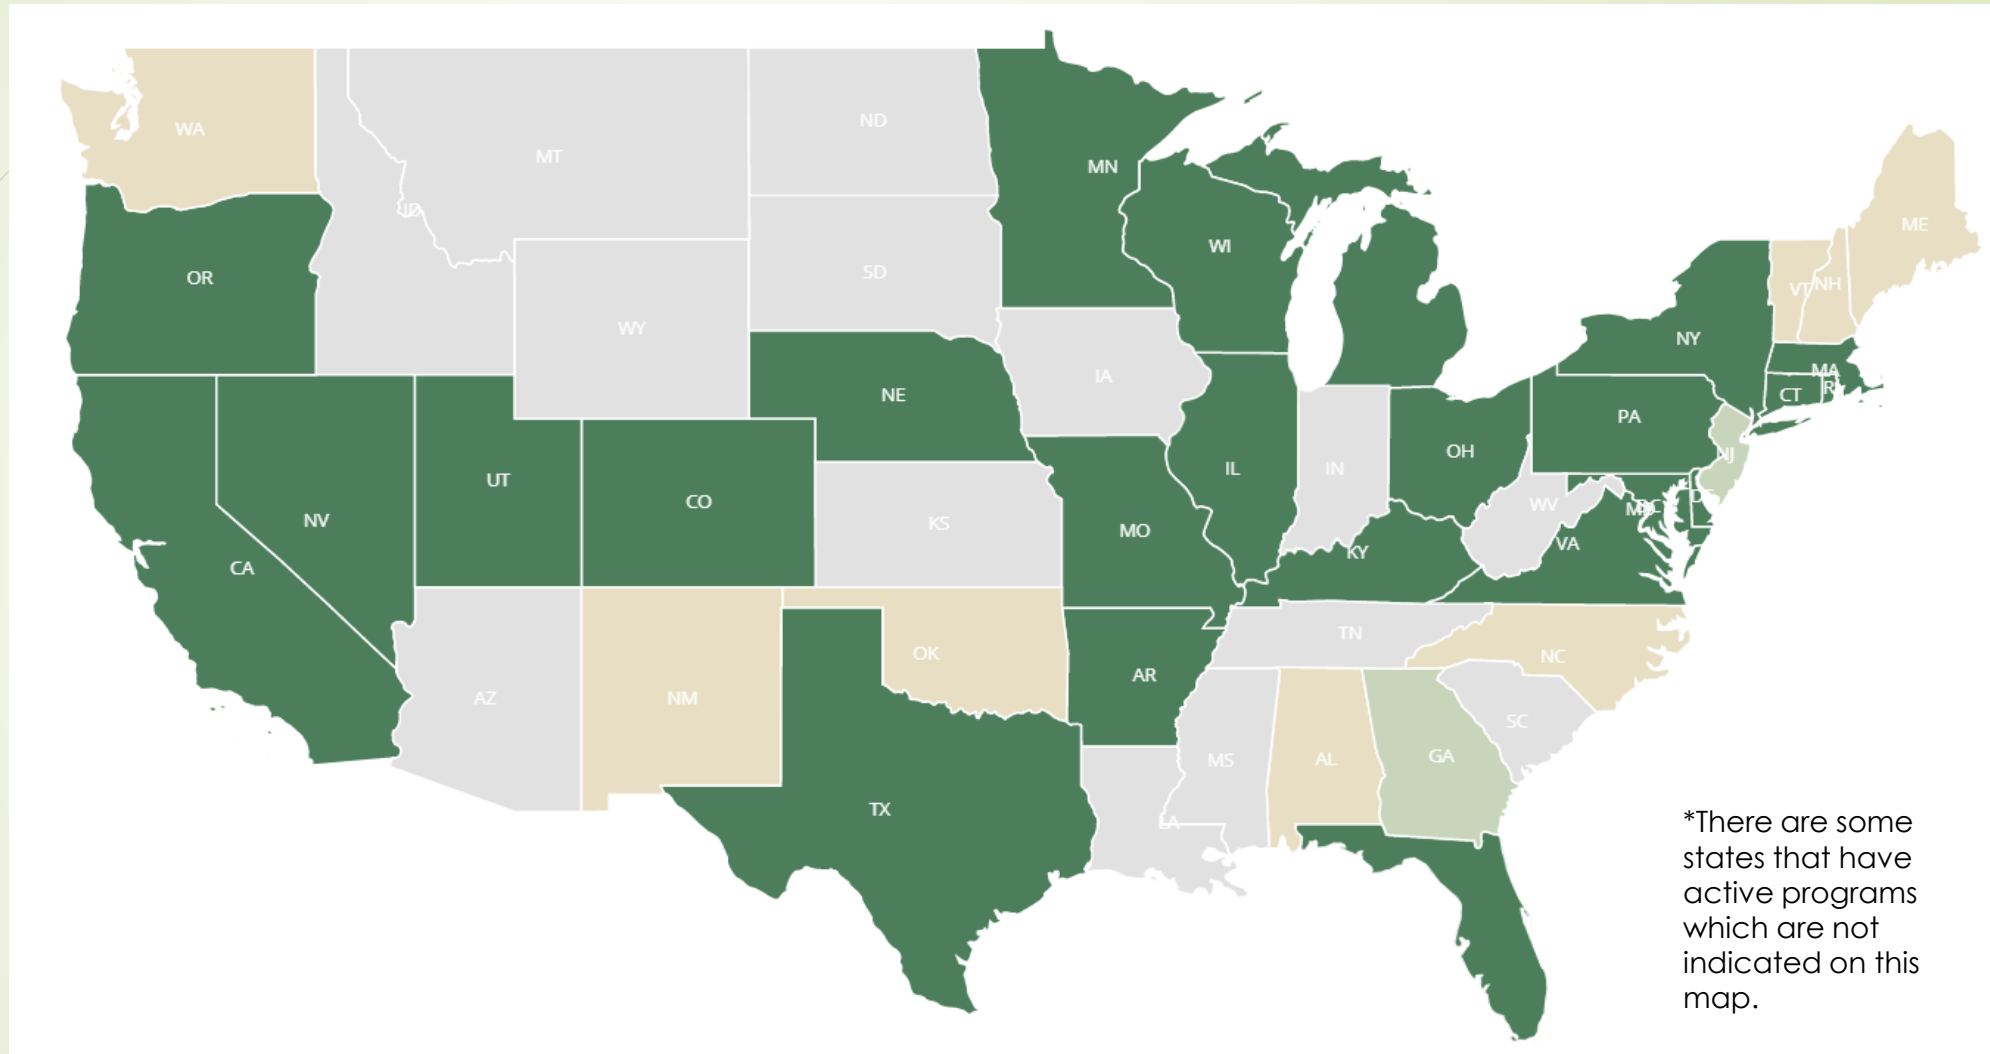 WA
MT
ND
MN
ID
OR
WI
SD
WY
ME
VT
NH
NY
MA
R
CT
IA
NE
PA
OH
IL
IN
NJ
UT
CO
NV
KS
MO
WV
VA
KY
CA
TN
NC
OK
AR
AZ
NM
SC
MS
AL
GA
TX
LA
*There are some
states that have
active programs
which are not
indicated on this
map.